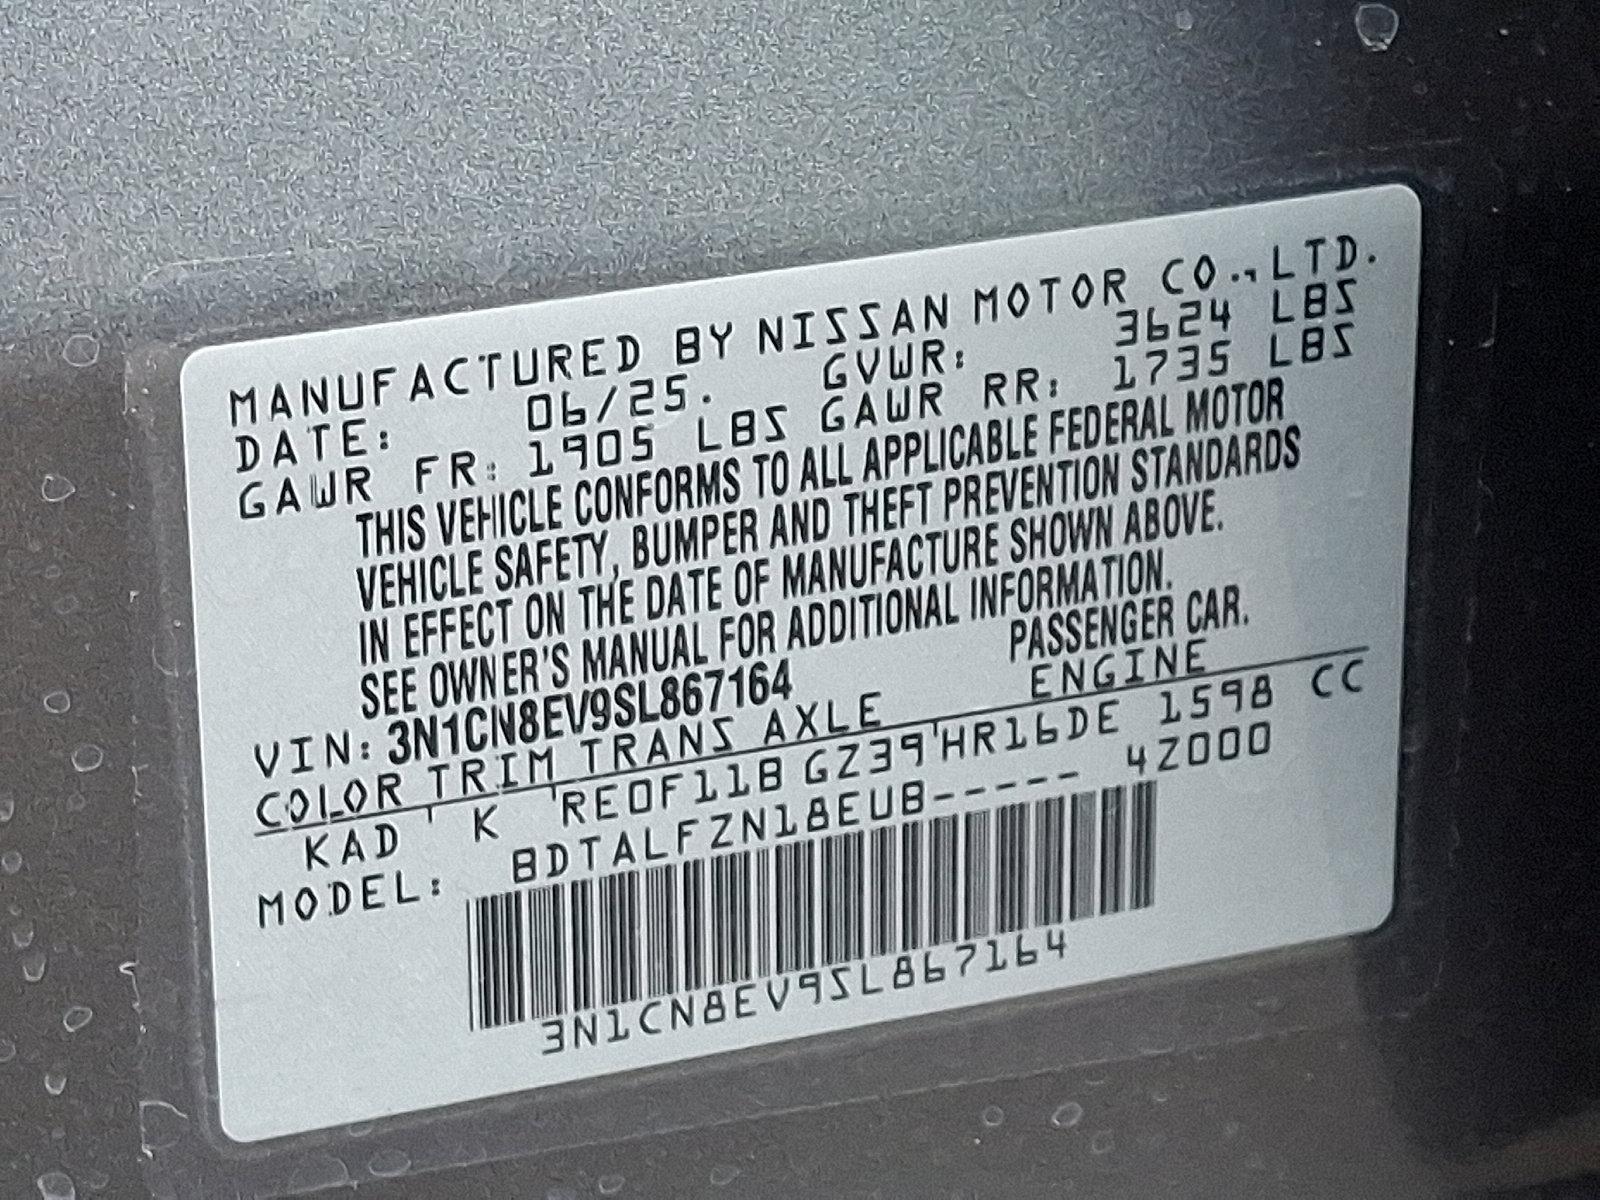 MANUFACTURED BY NISSAN MOTOR CO., LTD.
DATE: 06/25. GVWR: 3624 LBS
GAWR FR: 1905 LBS GAWR RR: 1735 LBS
THIS VEHICLE CONFORMS TO ALL APPLICABLE FEDERAL MOTOR
VEHICLE SAFETY, BUMPER AND THEFT PREVENTION STANDARDS
IN EFFECT ON THE DATE OF MANUFACTURE SHOWN ABOVE.
SEE OWNER'S MANUAL FOR ADDITIONAL INFORMATION.
VIN: 3N1CN8EV9SL867164 PASSENGER CAR.
COLOR TRIM TRANS AXLE ENGINE
KAD K RE0F11B GZ39 HR16DE 1598 CC
MODEL: BDTALFZN18EUB----- 4Z000
3N1CN8EV9SL867164